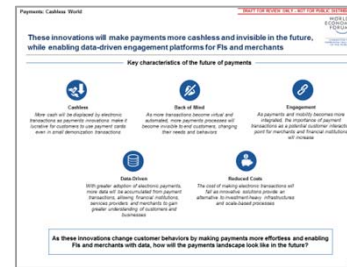 Payments: Cashless World
DRAFT FOR REVIEW ONLY - NOT FOR PUBLIC DISTRIB
WORLD
ECONOMIC
FORUM
These innovations will make payments more cashless and invisible in the future,
while enabling data-driven engagement platforms for FIs and merchants
Key characteristics of the future of payments
Cashless
More cash will be displaced by electronic
transactions as payments innovations make it
lucrative for customers to use payment cards
even in small denomination transactions
Back of Mind
As more transactions become virtual and
automated, more payments processes will
become invisible to end customers, changing
their needs and behaviors
Engagement
As payments and mobility becomes more
integrated, the importance of payment
transactions as a potential customer interaction
point for merchants and financial institutions
will increase
Data-Driven
With greater adoption of electronic payments,
more data will be accumulated from payment
transactions, allowing financial institutions,
services providers, and merchants to gain
greater understanding of customers and
businesses
Reduced Costs
The cost of making electronic transactions will
fall as innovative solutions provide an
alternative to investment-heavy infrastructures
and scale-based processes
As these innovations change customer behaviors by making payments more effortless and enabling
FIs and merchants with data, how will the payments landscape look like in the future?